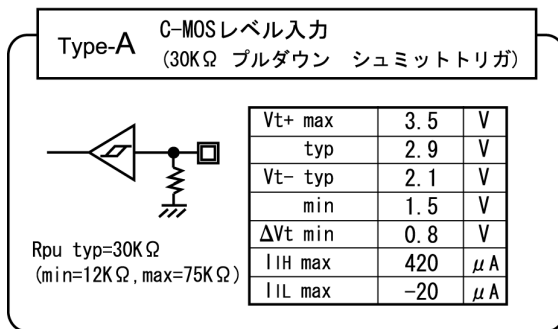 Type-A
C-MOSレベル入力
(30KΩ プルダウン シュミットトリガ)
Vt+ max 3.5 V
typ 2.9 V
Vt- typ 2.1 V
min 1.5 V
ΔVt min 0.8 V
IIH max 420 μA
IIL max -20 μA
Rpu typ=30KΩ
(min=12KΩ,max=75KΩ)